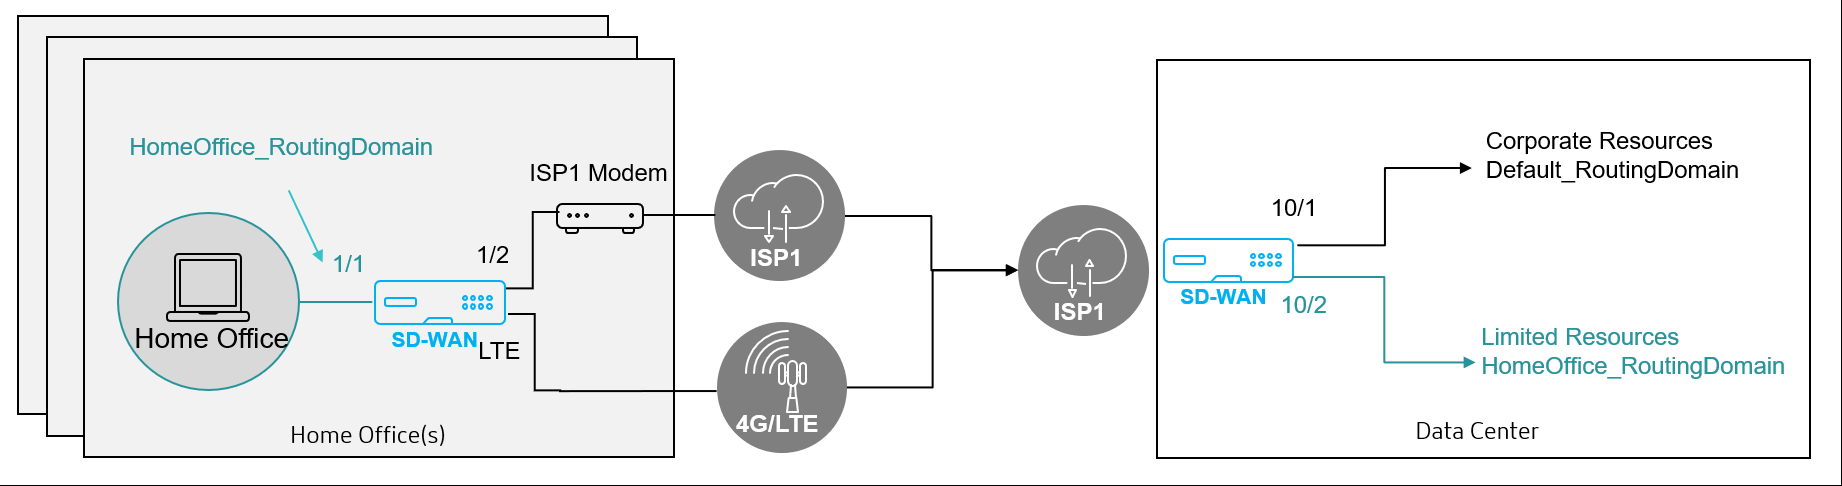 HomeOffice_RoutingDomain
1/1
Home Office
SD-WAN
1/2
LTE
ISP1 Modem
Home Office(s)
ISP1
4G/LTE
ISP1
SD-WAN
10/1
10/2
Corporate Resources
Default_RoutingDomain
Limited Resources
HomeOffice_RoutingDomain
Data Center